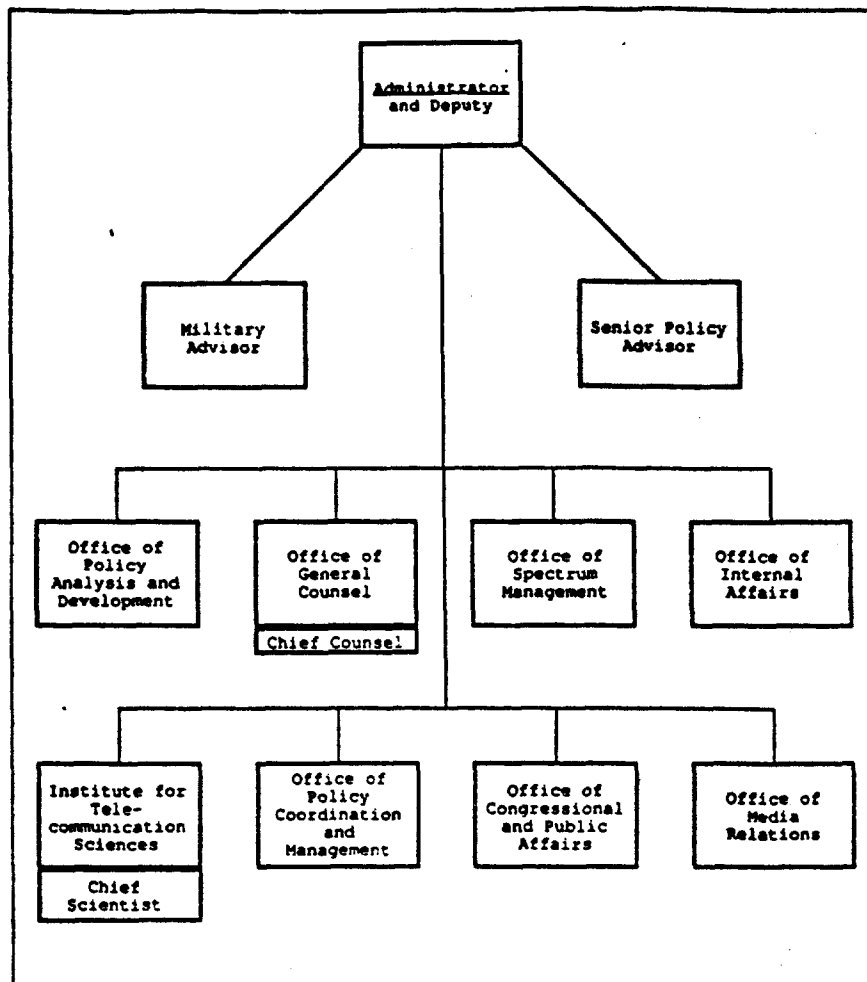 Administrator
and Deputy
Military
Advisor
Senior Policy
Advisor
Office of
Policy
Analysis and
Development
Office of
General
Counsel
Chief Counsel
Office of
Spectrum
Management
Office of
Internal
Affairs
Institute for
Tele-
communication
Sciences
Chief
Scientist
Office of
Policy
Coordination
and
Management
Office of
Congressional
and Public
Affairs
Office of
Media
Relations